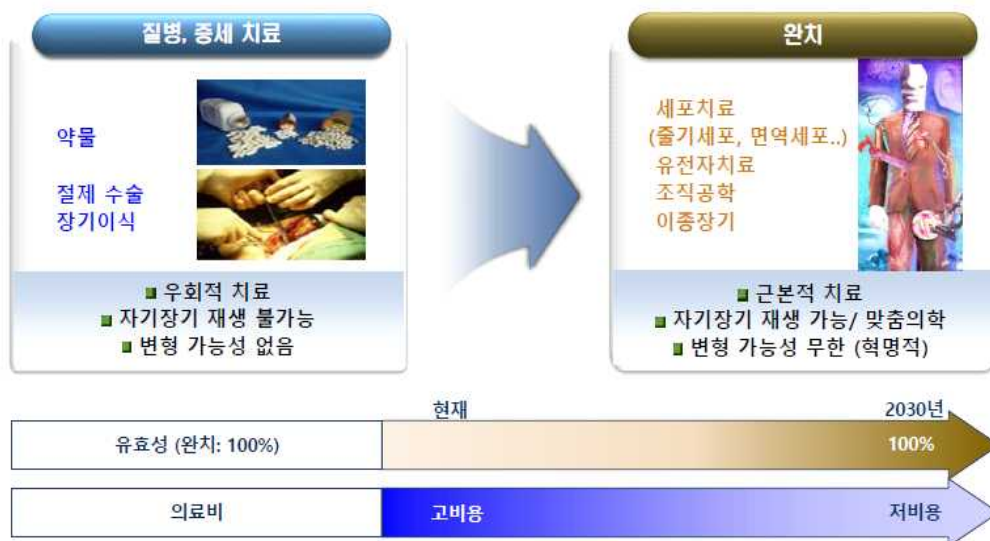 질병, 증세 치료
약물
절제 수술
장기이식
우회적 치료
자기장기 재생 불가능
변형 가능성 없음
완치
세포치료
(줄기세포, 면역세포..)
유전자치료
조직공학
이종장기
근본적 치료
자기장기 재생 가능/ 맞춤의학
변형 가능성 무한 (혁명적)
현재 2030년
유효성 (완치: 100%) 100%
의료비 고비용 저비용